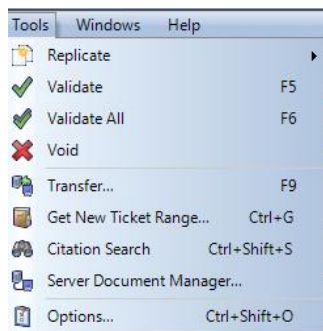 Tools Windows Help
Replicate
Validate F5
Validate All F6
Void
Transfer... F9
Get New Ticket Range... Ctrl+G
Citation Search Ctrl+Shift+S
Server Document Manager...
Options... Ctrl+Shift+O